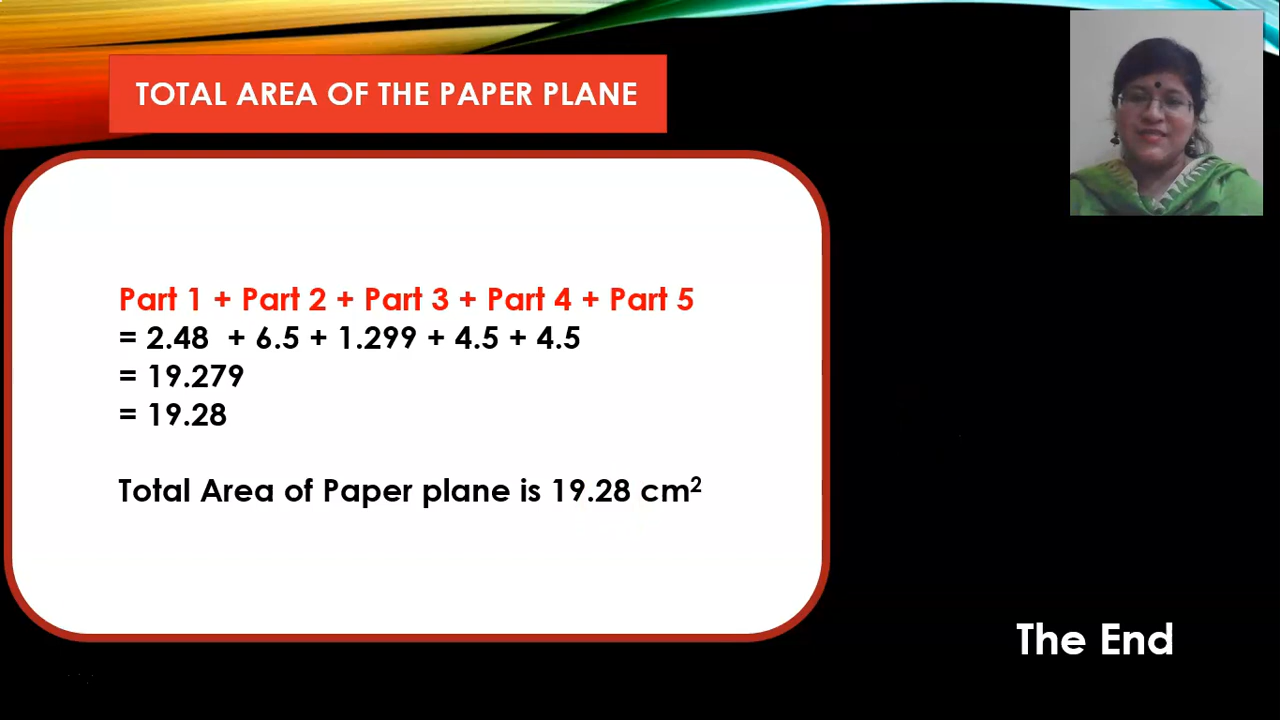 TOTAL AREA OF THE PAPER PLANE
Part 1 + Part 2 + Part 3 + Part 4 + Part 5
= 2.48 + 6.5 + 1.299 + 4.5 + 4.5
= 19.279
= 19.28
Total Area of Paper plane is 19.28 cm²
The End